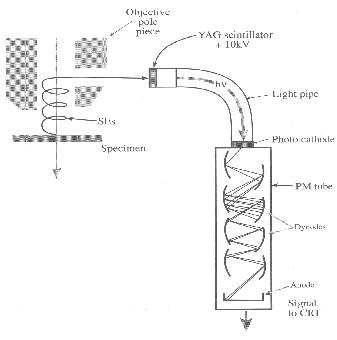 Objective
pole
piece
YAG scintillator
+ 10kV
hν
Light pipe
SEs
Photo cathode
Specimen
PM tube
Dynodes
Anode
Signal
to CRT